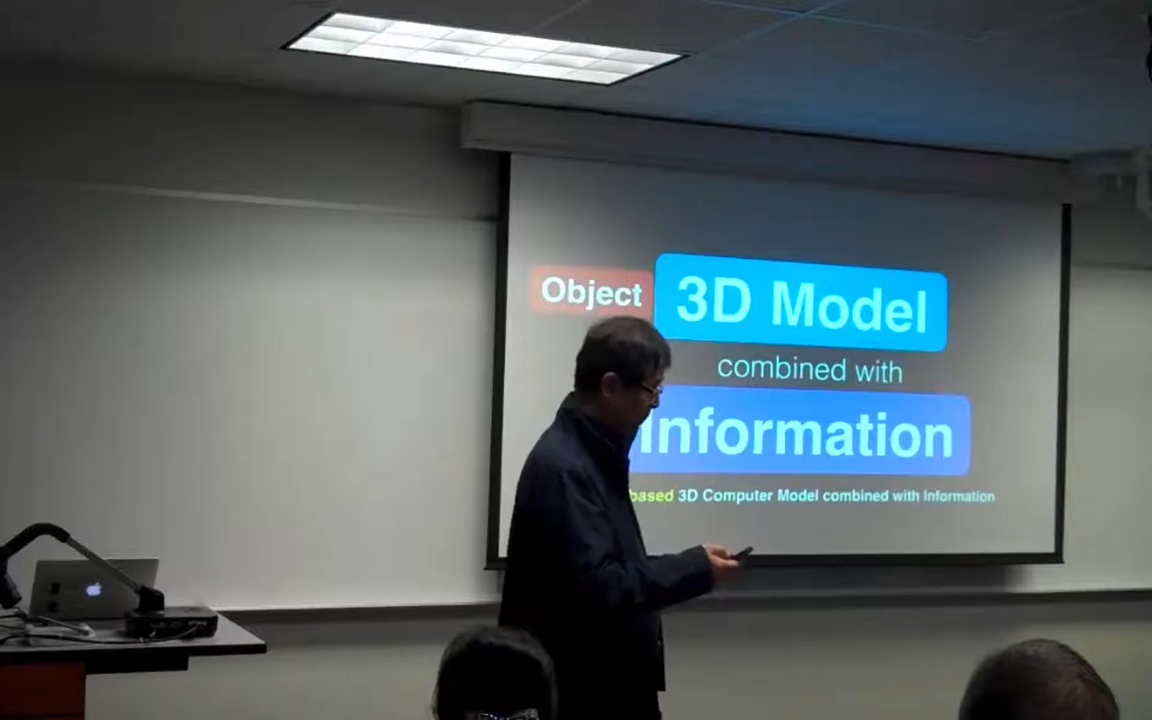 Object 3D Model
combined with
Information
based 3D Computer Model combined with Information